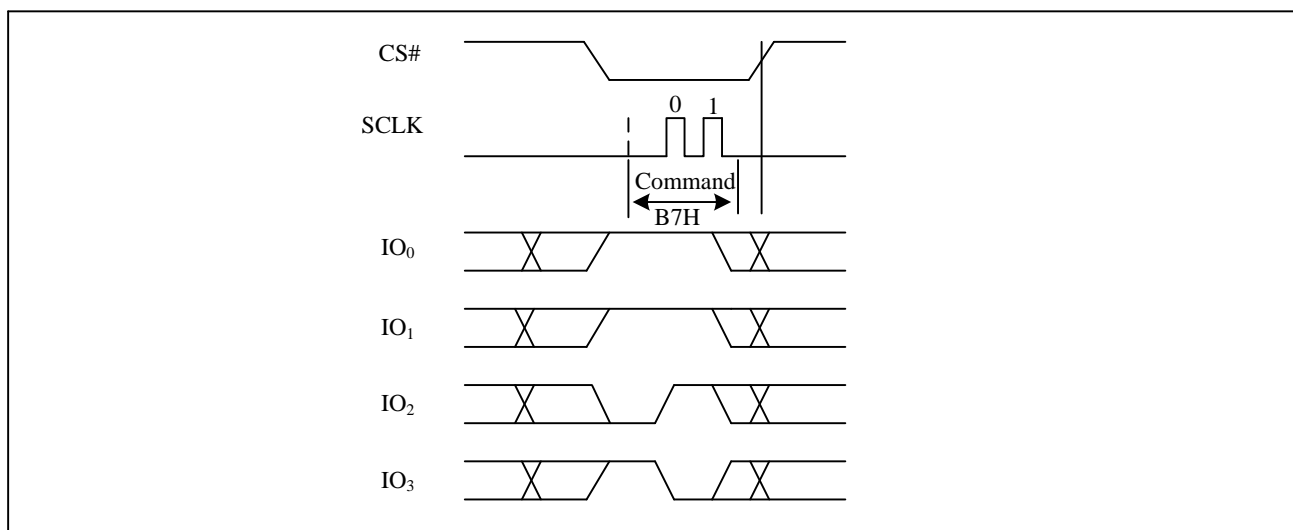 CS#
0 1
SCLK
Command
B7H
IO₀
IO₁
IO₂
IO₃